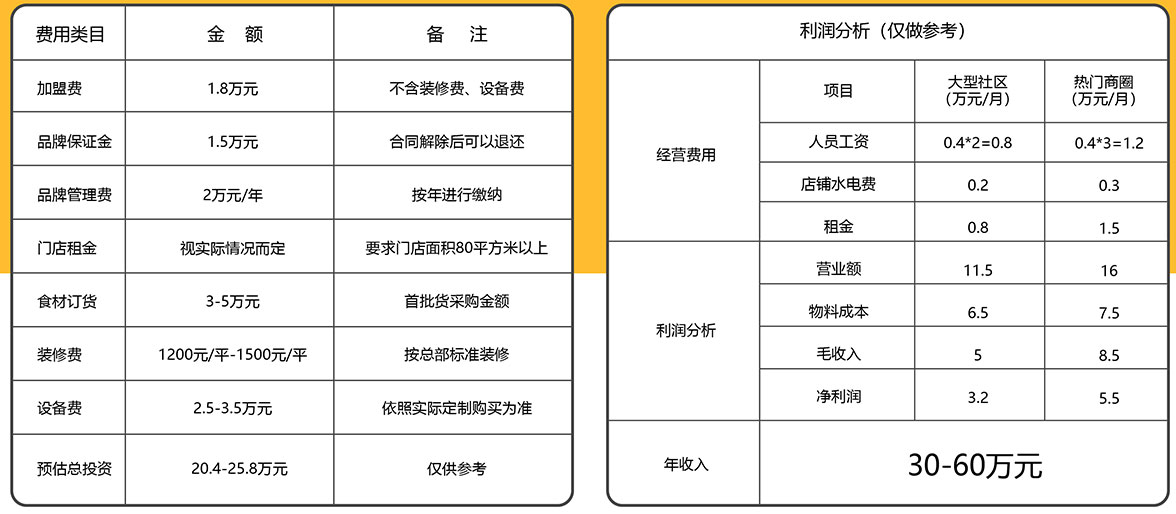 费用类目 金 额 备 注
加盟费 1.8万元 不含装修费、设备费
品牌保证金 1.5万元 合同解除后可以退还
品牌管理费 2万元/年 按年进行缴纳
门店租金 视实际情况而定 要求门店面积80平方米以上
食材订货 3-5万元 首批货采购金额
装修费 1200元/平-1500元/平 按总部标准装修
设备费 2.5-3.5万元 依照实际定制购买为准
预估总投资 20.4-25.8万元 仅供参考
利润分析（仅做参考）
经营费用
项目 大型社区（万元/月） 热门商圈（万元/月）
人员工资 0.4*2=0.8 0.4*3=1.2
店铺水电费 0.2 0.3
租金 0.8 1.5
利润分析
营业额 11.5 16
物料成本 6.5 7.5
毛收入 5 8.5
净利润 3.2 5.5
年收入 30-60万元